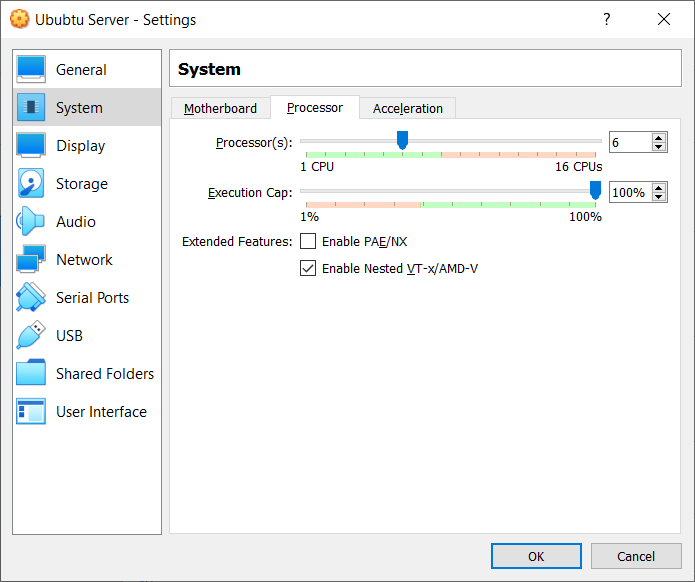 Ububtu Server - Settings
General
System
Display
Storage
Audio
Network
Serial Ports
USB
Shared Folders
User Interface
System
Motherboard Processor Acceleration
Processor(s): 6
1 CPU 16 CPUs
Execution Cap: 100%
1% 100%
Extended Features: Enable PAE/NX
Enable Nested VT-x/AMD-V
OK Cancel